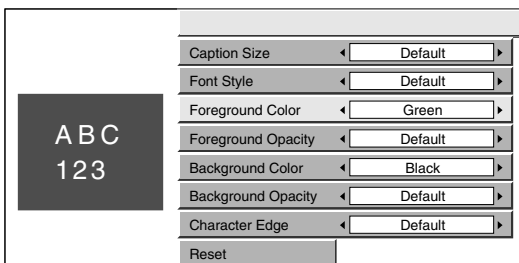 ABC
123
Caption Size Default
Font Style Default
Foreground Color Green
Foreground Opacity Default
Background Color Black
Background Opacity Default
Character Edge Default
Reset